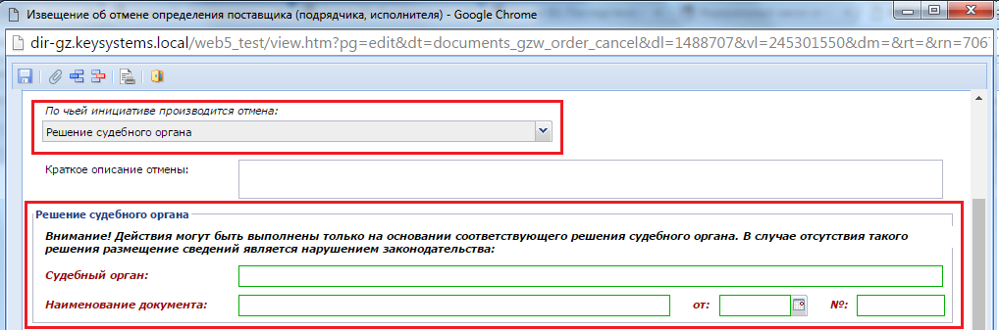 Извещение об отмене определения поставщика (подрядчика, исполнителя) - Google Chrome
dir-gz.keysystems.local/web5_test/view.htm?pg=edit&dt=documents_gzw_order_cancel&dl=1488707&vl=245301550&dm=&rt=&rn=7067
По чьей инициативе производится отмена:
Решение судебного органа
Краткое описание отмены:
Решение судебного органа
Внимание! Действия могут быть выполнены только на основании соответствующего решения судебного органа. В случае отсутствия такого
решения размещение сведений является нарушением законодательства:
Судебный орган:
Наименование документа: от: №: